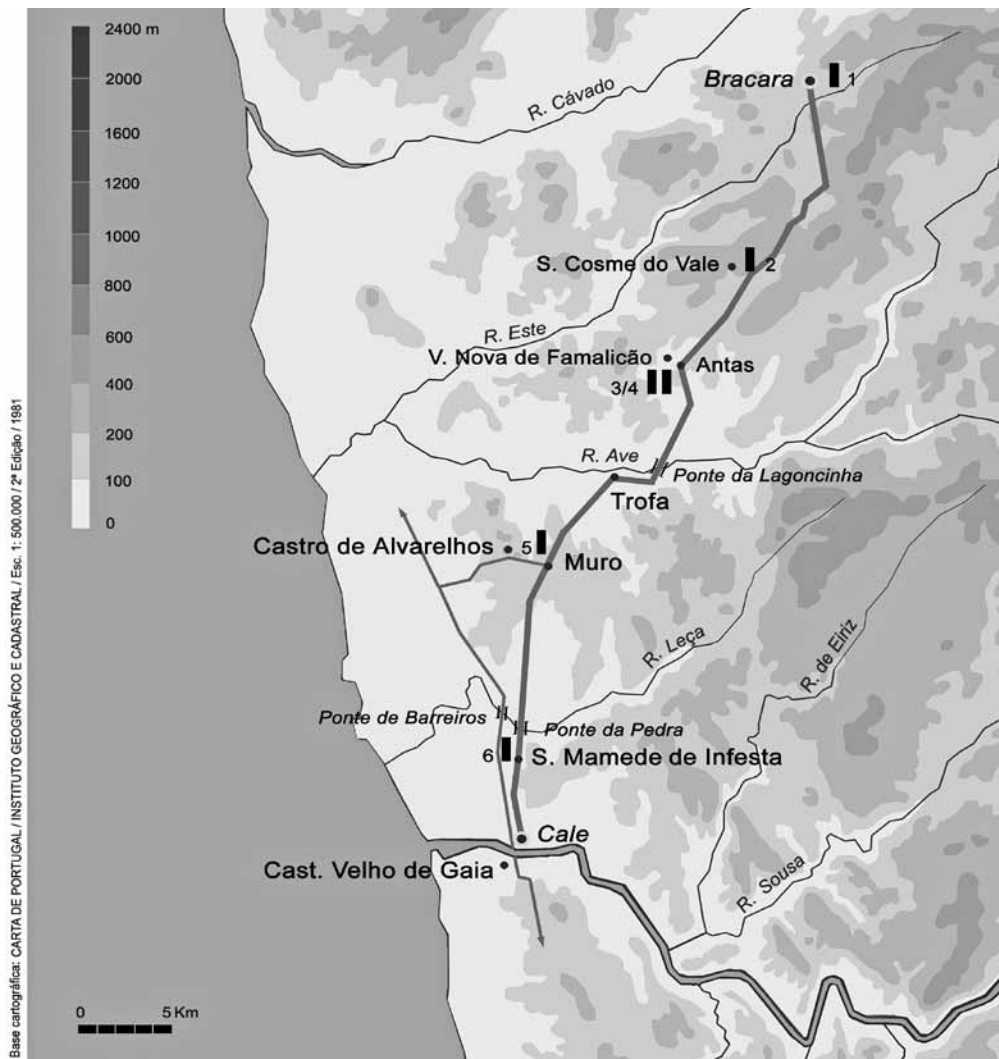 2400 m
2000
1600
1200
1000
800
600
400
200
100
0
Bracara
1
R. Cávado
S. Cosme do Vale
2
R. Este
V. Nova de Famalicão
Antas
3/4
R. Ave
Ponte da Lagoncinha
Trofa
Castro de Alvarelhos
5
Muro
R. Leça
R. de Eiríz
Ponte de Barreiros
Ponte da Pedra
6
S. Mamede de Infesta
Cale
Cast. Velho de Gaia
R. Sousa
0 5 Km
Base cartográfica: CARTA DE PORTUGAL / INSTITUTO GEOGRÁFICO E CADASTRAL / Esc. 1: 500.000 / 2ª Edição / 1981